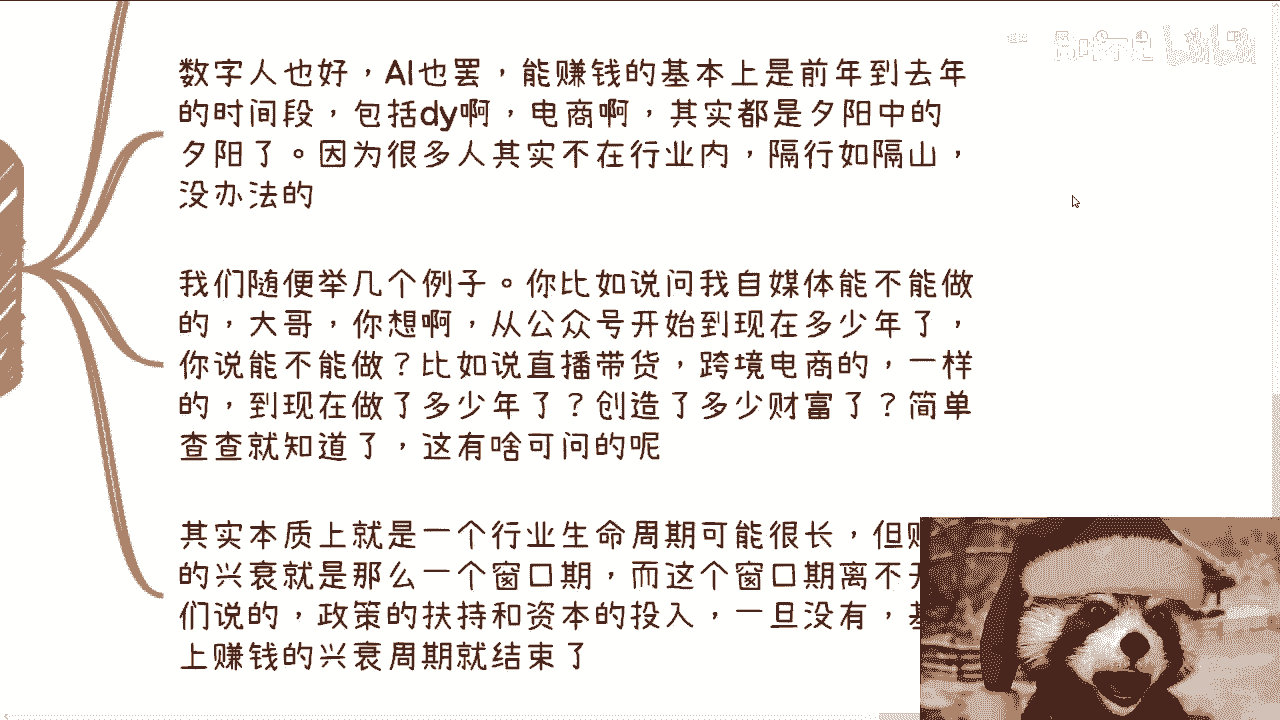 数字人也好，AI也罢，能赚钱的基本上是前年到去年
的时间段，包括dy啊，电商啊，其实都是夕阳中的
夕阳了。因为很多人其实不在行业内，隔行如隔山，
没办法的
我们随便举几个例子。你比如说问我自媒体能不能做
的，大哥，你想啊，从公众号开始到现在多少年了，
你说能不能做？比如说直播带货，跨境电商的，一样
的，到现在做了多少年了？创造了多少财富了？简单
查查就知道了，这有啥可问的呢
其实本质上就是一个行业生命周期可能很长，但
的兴衰就是那么一个窗口期，而这个窗口期离不
们说的，政策的扶持和资本的投入，一旦没有，
上赚钱的兴衰周期就结束了